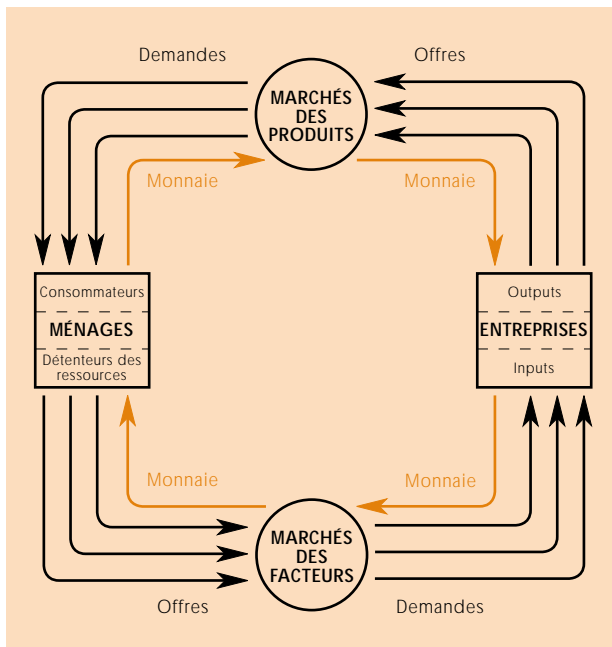 Demandes
Offres
MARCHÉS
DES
PRODUITS
Monnaie
Monnaie
Consommateurs
MÉNAGES
Détenteurs des
ressources
Outputs
ENTREPRISES
Inputs
Monnaie
Monnaie
MARCHÉS
DES
FACTEURS
Offres
Demandes